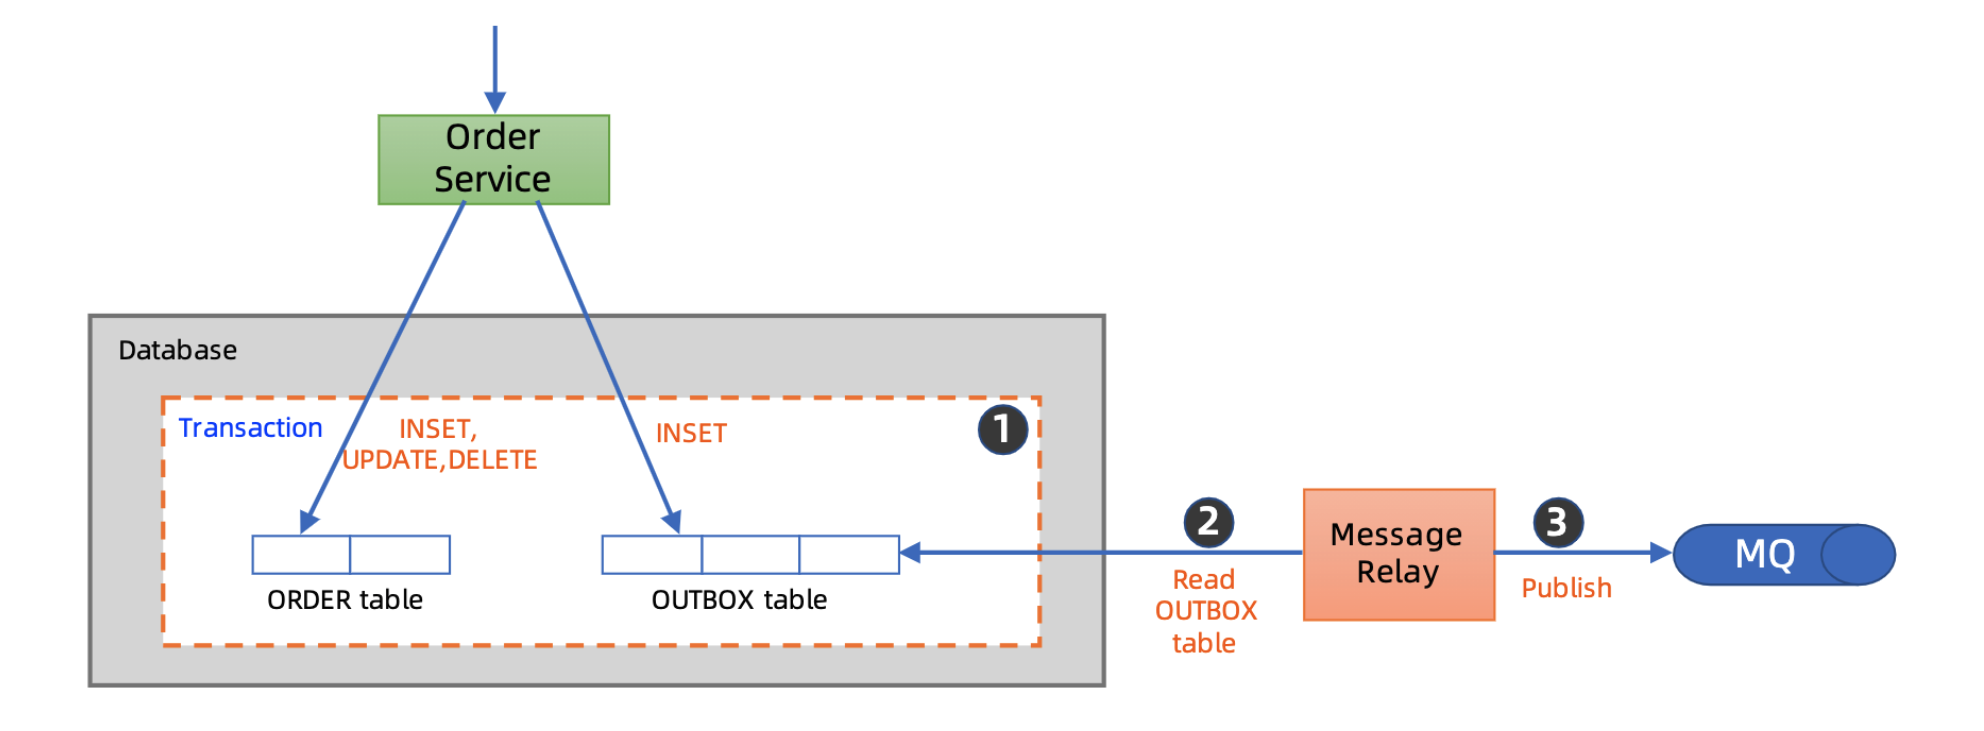 Order
Service
Database
Transaction
INSET,
UPDATE,DELETE
INSET
1
ORDER table
OUTBOX table
2
Read
OUTBOX
table
Message
Relay
3
Publish
MQ